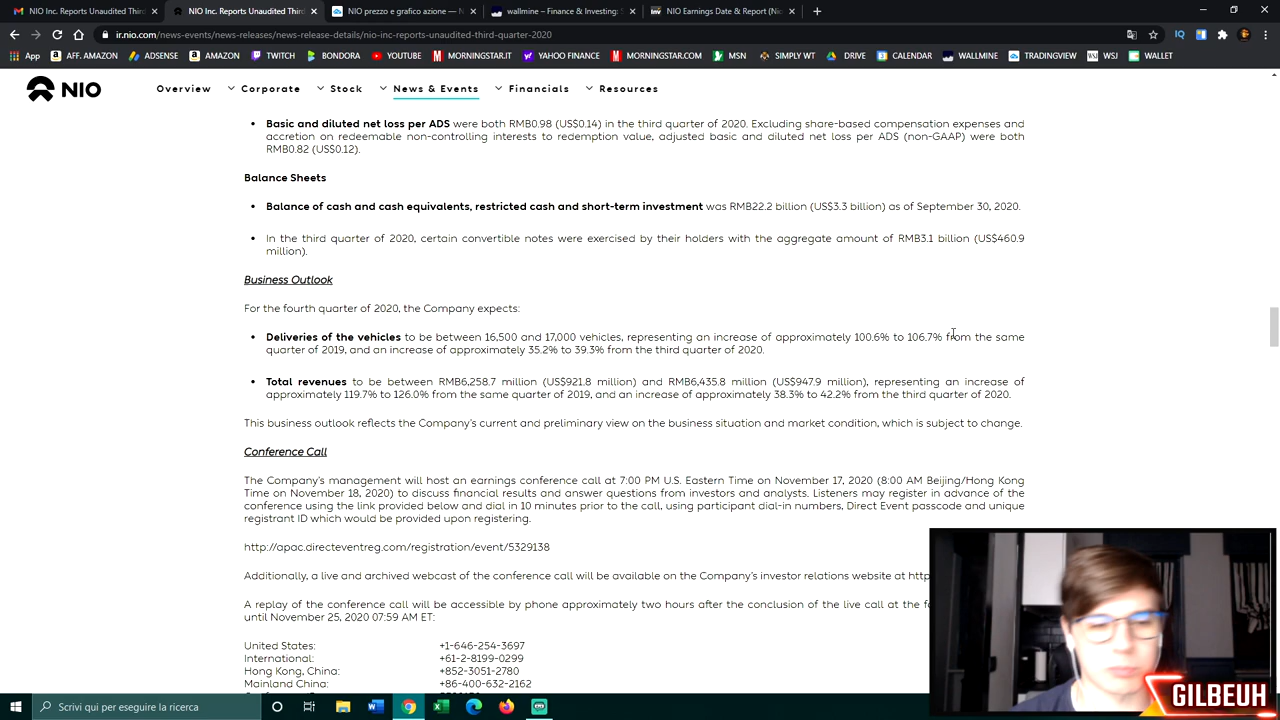 NIO Inc. Reports Unaudited Third
NIO Inc. Reports Unaudited Third
NIO prezzo e grafico azione — N
wallmine – Finance & Investing: S
NIO Earnings Date & Report (Nio
ir.nio.com/news-events/news-releases/news-release-details/nio-inc-reports-unaudited-third-quarter-2020
App
AFF. AMAZON
ADSENSE
AMAZON
TWITCH
BONDORA
YOUTUBE
MORNINGSTAR.IT
YAHOO FINANCE
MORNINGSTAR.COM
MSN
SIMPLY WT
DRIVE
CALENDAR
WALLMINE
TRADINGVIEW
WSJ
WALLET
NIO
Overview
Corporate
Stock
News & Events
Financials
Resources
• Basic and diluted net loss per ADS were both RMB0.98 (US$0.14) in the third quarter of 2020. Excluding share-based compensation expenses and
accretion on redeemable non-controlling interests to redemption value, adjusted basic and diluted net loss per ADS (non-GAAP) were both
RMB0.82 (US$0.12).
Balance Sheets
• Balance of cash and cash equivalents, restricted cash and short-term investment was RMB22.2 billion (US$3.3 billion) as of September 30, 2020.
• In the third quarter of 2020, certain convertible notes were exercised by their holders with the aggregate amount of RMB3.1 billion (US$460.9
million).
Business Outlook
For the fourth quarter of 2020, the Company expects:
• Deliveries of the vehicles to be between 16,500 and 17,000 vehicles, representing an increase of approximately 100.6% to 106.7% from the same
quarter of 2019, and an increase of approximately 35.2% to 39.3% from the third quarter of 2020.
• Total revenues to be between RMB6,258.7 million (US$921.8 million) and RMB6,435.8 million (US$947.9 million), representing an increase of
approximately 119.7% to 126.0% from the same quarter of 2019, and an increase of approximately 38.3% to 42.2% from the third quarter of 2020.
This business outlook reflects the Company's current and preliminary view on the business situation and market condition, which is subject to change.
Conference Call
The Company's management will host an earnings conference call at 7:00 PM U.S. Eastern Time on November 17, 2020 (8:00 AM Beijing/Hong Kong
Time on November 18, 2020) to discuss financial results and answer questions from investors and analysts. Listeners may register in advance of the
conference using the link provided below and dial in 10 minutes prior to the call, using participant dial-in numbers, Direct Event passcode and unique
registrant ID which would be provided upon registering.
http://apac.directeventreg.com/registration/event/5329138
Additionally, a live and archived webcast of the conference call will be available on the Company's investor relations website at http
A replay of the conference call will be accessible by phone approximately two hours after the conclusion of the live call at the fo
until November 25, 2020 07:59 AM ET:
United States: +1-646-254-3697
International: +61-2-8199-0299
Hong Kong, China: +852-3051-2780
Mainland China: +86-400-632-2162
GILBEUH
Scrivi qui per eseguire la ricerca